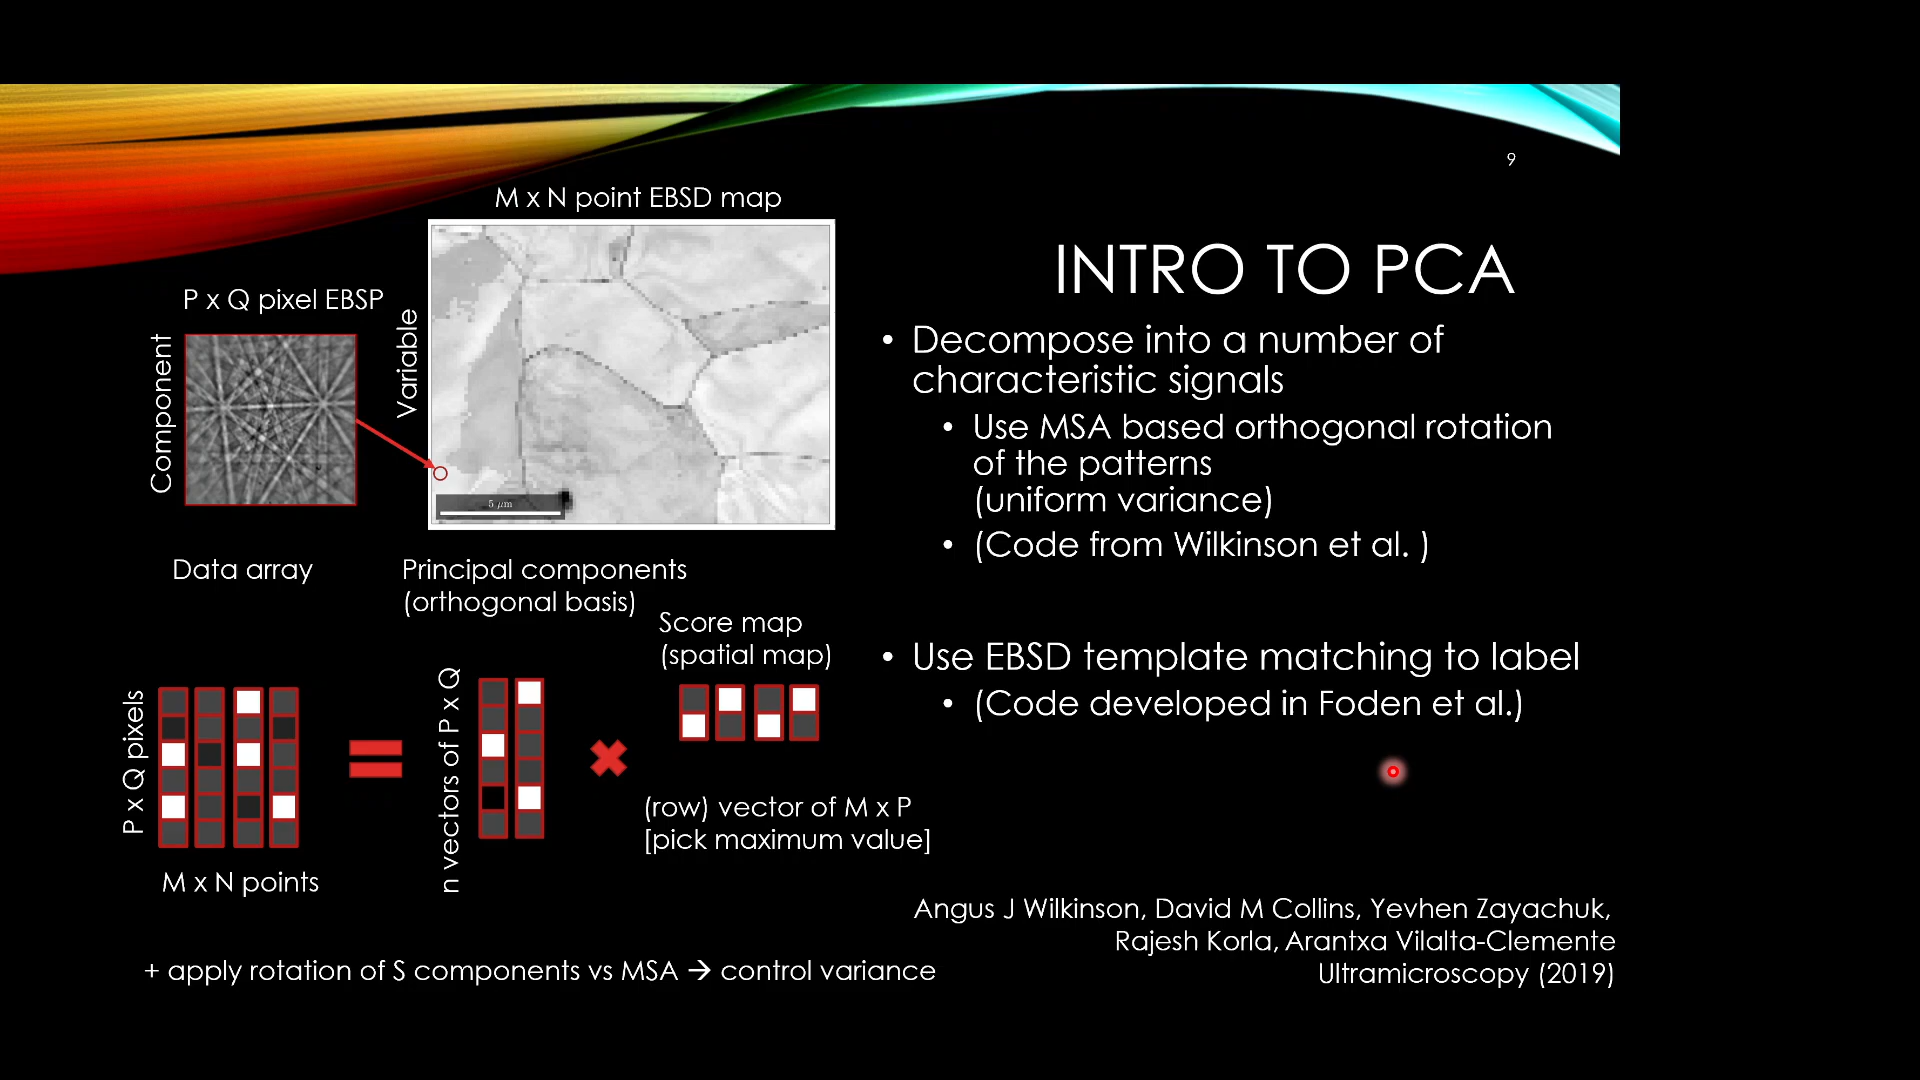 9
M x N point EBSD map
INTRO TO PCA
P x Q pixel EBSP
Component
Variable
5 μm
• Decompose into a number of
characteristic signals
• Use MSA based orthogonal rotation
of the patterns
(uniform variance)
• (Code from Wilkinson et al. )
• Use EBSD template matching to label
• (Code developed in Foden et al.)
Data array
Principal components
(orthogonal basis)
Score map
(spatial map)
P x Q pixels
n vectors of P x Q
(row) vector of M x P
[pick maximum value]
M x N points
+ apply rotation of S components vs MSA → control variance
Angus J Wilkinson, David M Collins, Yevhen Zayachuk,
Rajesh Korla, Arantxa Vilalta-Clemente
Ultramicroscopy (2019)